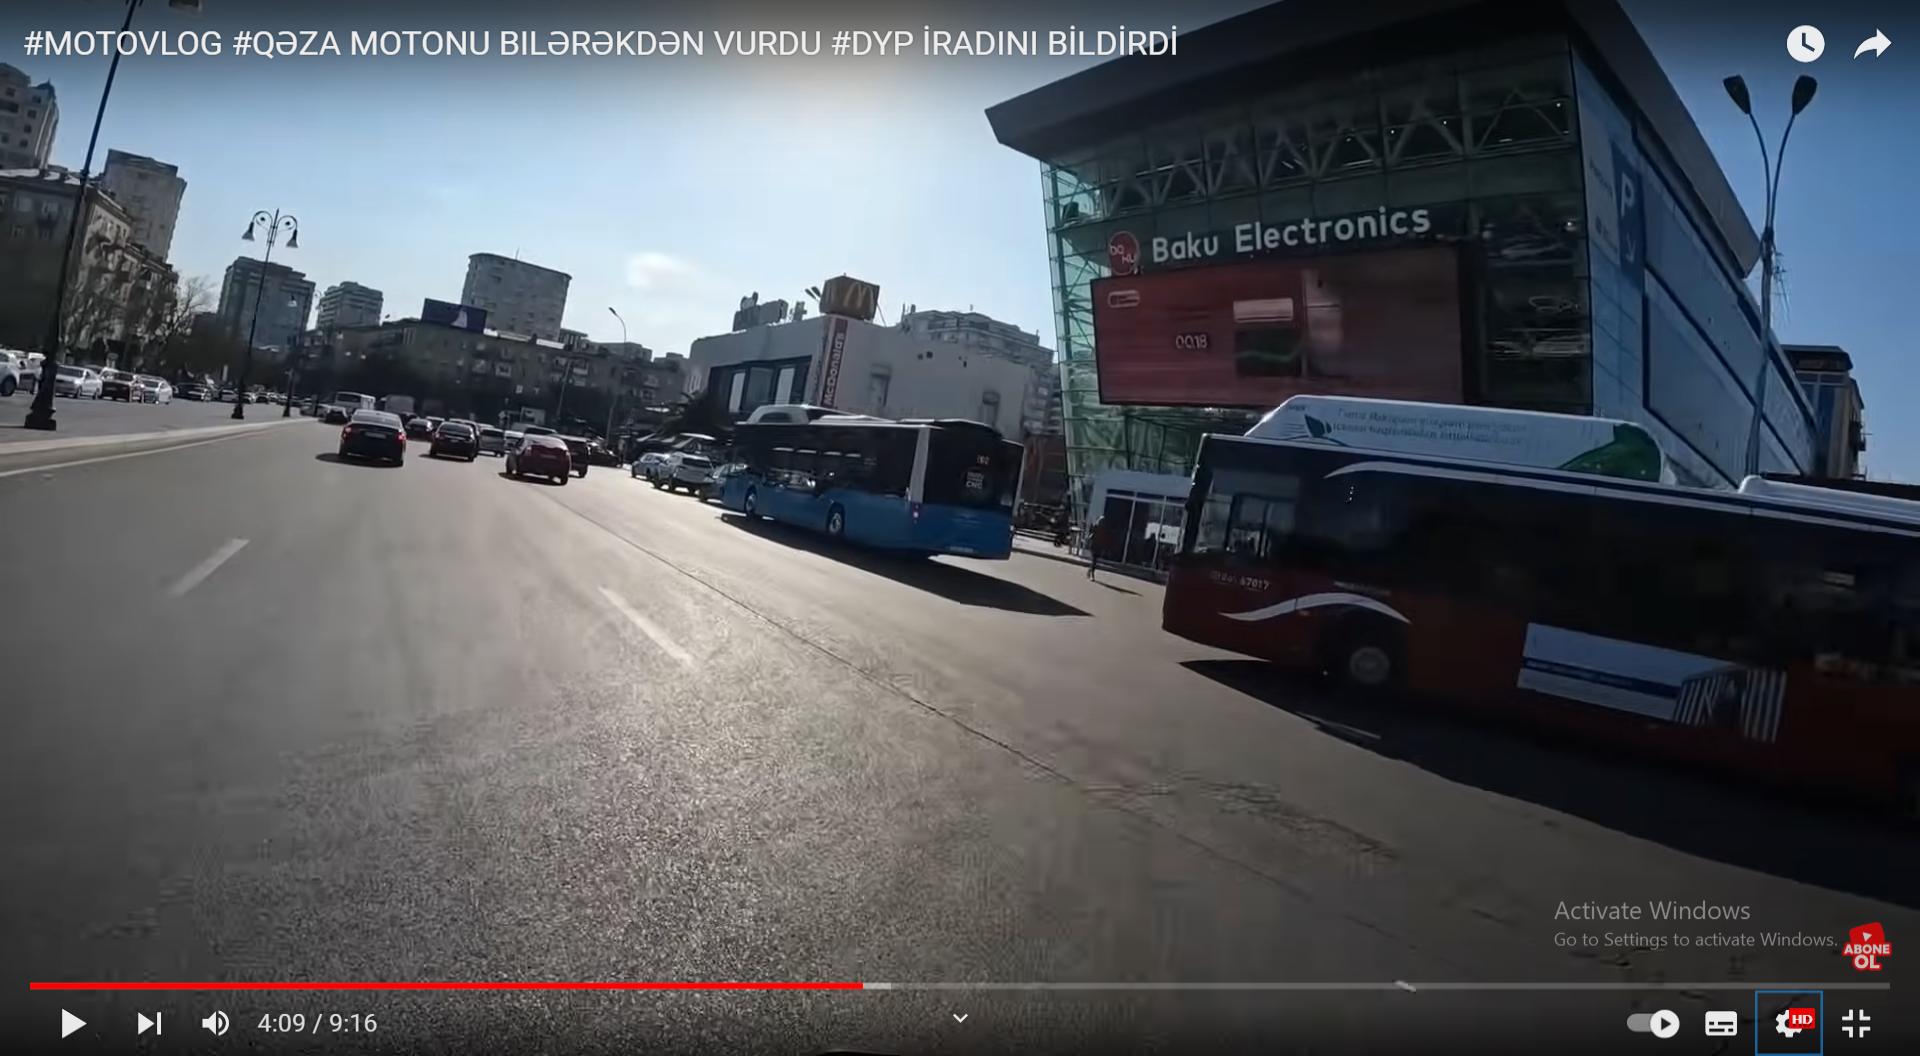 #MOTOVLOG #QƏZA MOTONU BILƏRƏKDƏN VURDU #DYP İRADINI BİLDİRDİ
P
Baku Electronics
00:18
McDonald's
67017
Activate Windows
Go to Settings to activate Windows.
ABONE
OL
4:09 / 9:16
HD